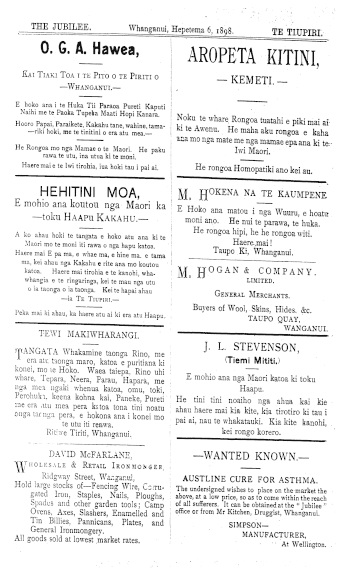 THE JUBILEE. Whanganui, Hepetema 6, 1898. TE TIUPIRI.
O. G. A Hawea,
Kai Tiaki Toa i te Pito o te Piriti o
—WHANGANUI.—
E hoko ana i te Huka Tii Paraoa Pureti Kaputi
Naihi me te Paoka Tupeka Maati Hopi Kanara.
Hooro Papai, Paraikete, Kakahu tane, wahine, tama-
—riki hoki, me te tinitini o era atu mea.—
He Rongoa mo nga Mamae o te Maori. He paku
rawa te utu, ina utua ki te moni.
Haere mai e te Iwi tirohia, iua hoki tau i pai ai.
HEHITINI MOA,
E mohio ana koutou nga Maori ka
—toku Haapu Kakahu.—
A ko ahau hoki te tangata e hoko atu ana ki te
Maori mo te moni iti rawa o nga hapu katoa.
Haere mai E pa ma, e whae ma, e hine ma, e tama
ma, kei ahau nga Kakahu e rite ana mo koutou
katoa. Haere mai tirohia e te kanohi, wha-
whangia e te ringaringa, kei te maa nga utu
o ia taonga o ia taonga. Kei te hapai ahau
—ia TE TIUPIRI.—
Peka mai ki ahau, ka haere atu ai ki era atu Haapu.
TEWI MAKIWHARANGI.
TANGATA Whakamine taonga Rino, me
era atu taonga maro, katoa e puritiana ki
konei, mo te Hoko. Waea taiepa, Rino uhi
whare, Tepara, Neera, Parau, Hapara, me
nga mea ngaki whenua katoa, omu, toki,
Perohuki, keena kohua kai, Paneke, Pureti
me era atu mea pera katoa tona tini noatu
nga taonga pera, e hokona ana i konei mo
te utu iti reawa.
Ritiwe Tiriti, Whanganui.
DAVID McFARLANE,
WHOLESALE & RETAIL IRONMONGER
Ridgway Street, Wanganui,
Hold large stocks of—Fencing Wire, Corru-
gated Iron, Staples, Nails, Ploughs,
Spades and other garden tools; Camp
Ovens, Axes, Slashers, Enamelled and
Tin Billies, Pannicans, Plates, and
General Ironmongery.
All goods sold at lowest market rates.
AROPETA KITINI,
— KEMETI. —
Noku te whare Rongoa tuatahi e piki mai ai
ki te Awenu. He maha aku rongoa e kaha
ana mo nga mate me nga mamae epa ana ki te
Iwi Maori.
He rongoa Homopatiki ano kei au.
M. HOKENA NA TE KAUMPENE
E Hoko ana matou i nga Wuuru, e hoatu
moni ano. He nui te parawa, te huka.
He rongoa hipi, he he rongoa witi.
Haere mai!
Taupo Ki, Whanganui.
M. HOGAN & COMPANY.
LIMITED.
GENERAL MERCHANTS.
Buyers of Wool, Skins, Hides, &c.
TAUPO QUAY,
WANGANUI.
J. L. STEVENSON,
(Tiemi Mititi.)
E mohio ana nga Maori katoa ki toku
Haapu.
He tini tini noaiho nga ahua kai kie
ahau haere mai kia kite, kia tirotiro ki tau i
pai ai, nau te whakatauki. Kia kite kanohi,
kei rongo korero.
—WANTED KNOWN.—
AUSTLINE CURE FOR ASTHMA.
The undersigned wishes to place on the market the
above, at a low price, so as to come within the reach
of all sufferers. It can be obtained at the "Jubilee"
office or from Mr Kitchen, Druggist, Whanganui.
SIMPSON—
MANUFACTURER,
At Wellington.